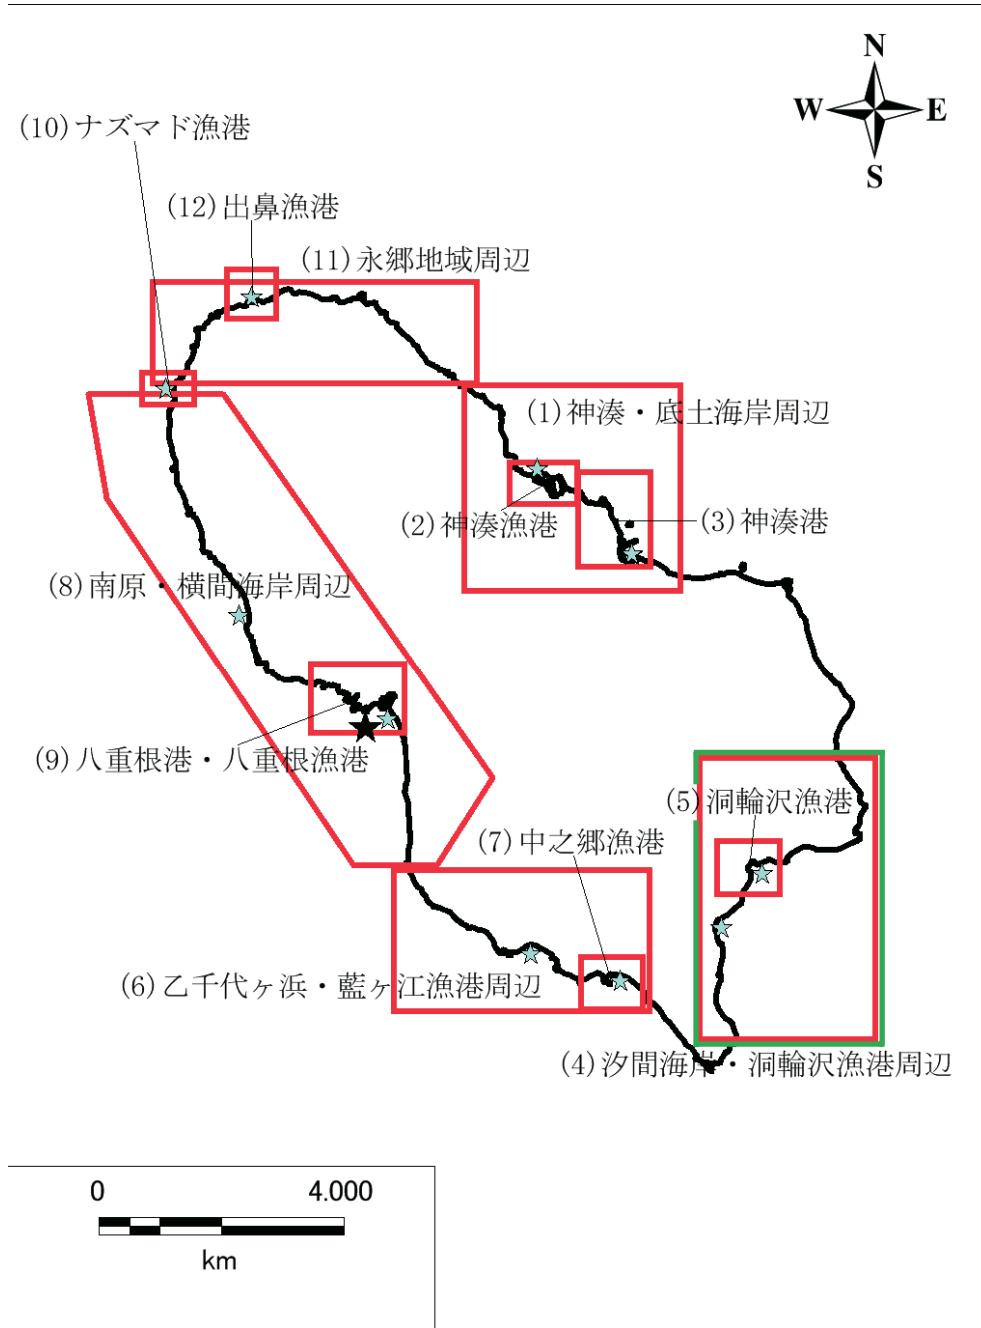 N
W E
S
(10)ナズマド漁港
(12)出鼻漁港
(11)永郷地域周辺
(1)神湊・底土海岸周辺
(2)神湊漁港
(3)神湊港
(8)南原・横間海岸周辺
(9)八重根港・八重根漁港
(5)洞輪沢漁港
(7)中之郷漁港
(6)乙千代ヶ浜・藍ヶ江漁港周辺
(4)汐間海岸・洞輪沢漁港周辺
0 4.000
km